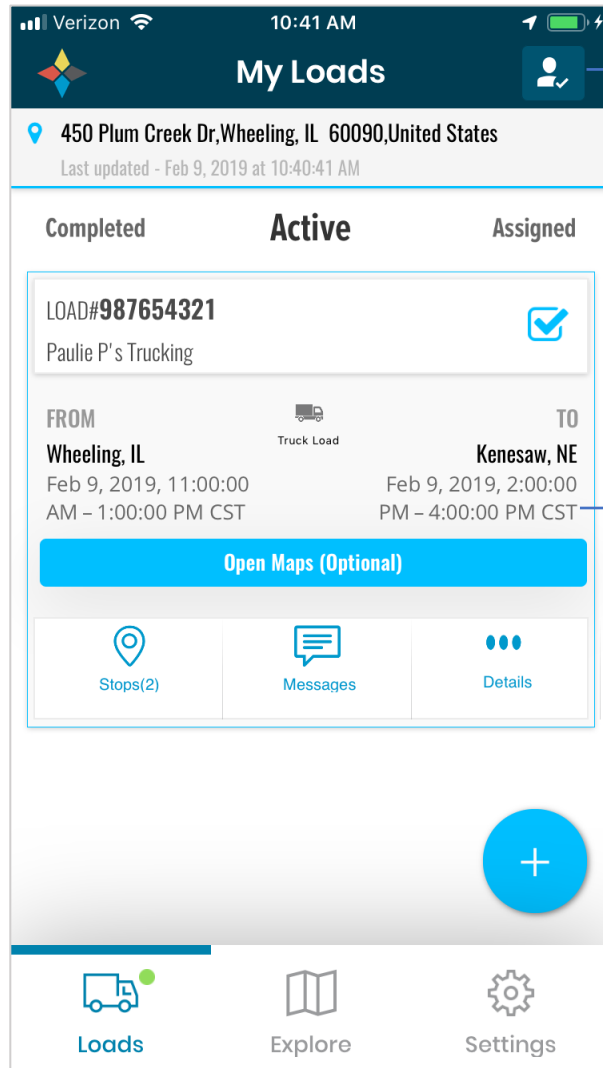 Verizon 10:41 AM
My Loads
450 Plum Creek Dr,Wheeling, IL 60090,United States
Last updated - Feb 9, 2019 at 10:40:41 AM
Completed Active Assigned
LOAD#987654321
Paulie P's Trucking
FROM TO
Truck Load
Wheeling, IL Kenesaw, NE
Feb 9, 2019, 11:00:00 Feb 9, 2019, 2:00:00
AM – 1:00:00 PM CST PM – 4:00:00 PM CST
Open Maps (Optional)
Stops(2) Messages Details
Loads Explore Settings